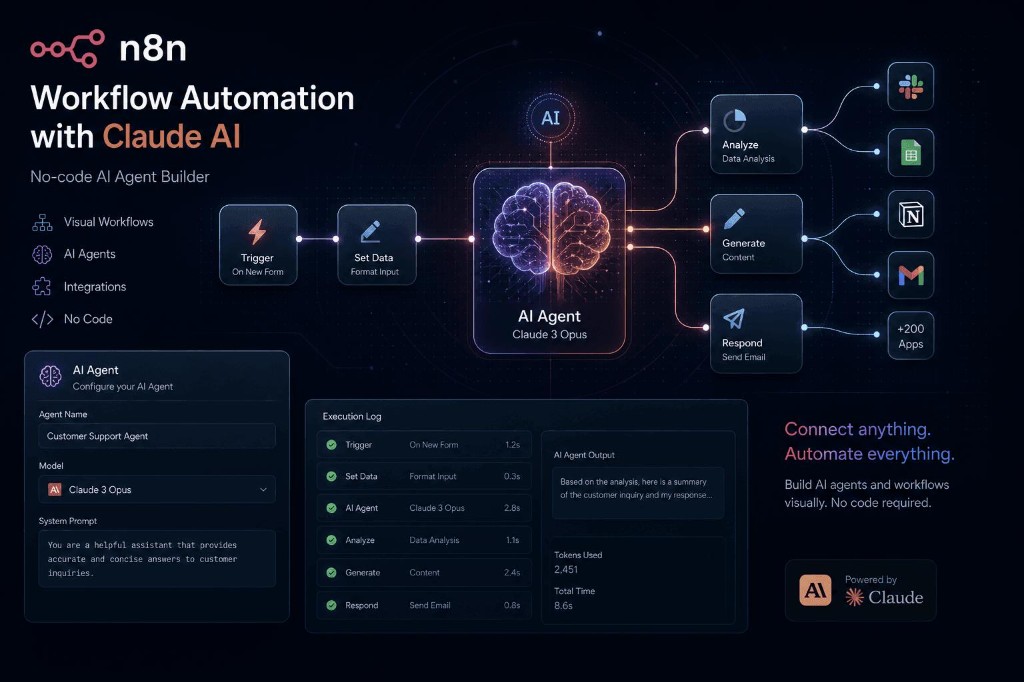 n8n
Workflow Automation
with Claude AI
No-code AI Agent Builder
Visual Workflows
AI Agents
Integrations
No Code
Trigger
On New Form
Set Data
Format Input
AI
AI Agent
Claude 3 Opus
Analyze
Data Analysis
Generate
Content
Respond
Send Email
N
+200
Apps
AI Agent
Configure your AI Agent
Agent Name
Customer Support Agent
Model
A\ Claude 3 Opus
System Prompt
You are a helpful assistant that provides
accurate and concise answers to customer
inquiries.
Execution Log
Trigger On New Form 1.2s
Set Data Format Input 0.3s
AI Agent Claude 3 Opus 2.8s
Analyze Data Analysis 1.1s
Generate Content 2.4s
Respond Send Email 0.8s
AI Agent Output
Based on the analysis, here is a summary
of the customer inquiry and my response...
Tokens Used
2,451
Total Time
8.6s
Connect anything.
Automate everything.
Build AI agents and workflows
visually. No code required.
A\
Powered by
Claude